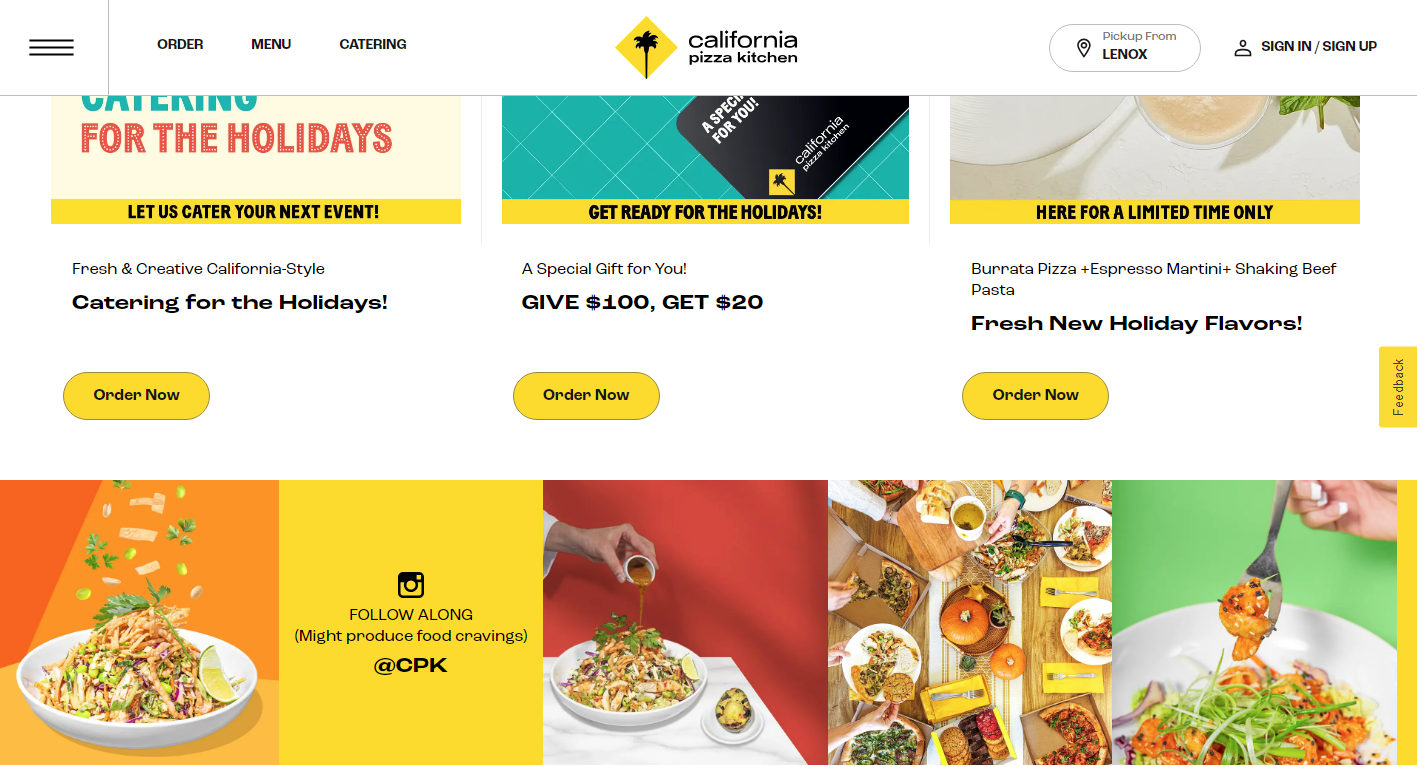 ORDER
MENU
CATERING
california
pizza kitchen
Pickup From
LENOX
SIGN IN / SIGN UP
CATERING
FOR THE HOLIDAYS
LET US CATER YOUR NEXT EVENT!
A SPECIAL
FOR YOU!
california
pizza kitchen
GET READY FOR THE HOLIDAYS!
HERE FOR A LIMITED TIME ONLY
Fresh & Creative California-Style
Catering for the Holidays!
Order Now
A Special Gift for You!
GIVE $100, GET $20
Order Now
Burrata Pizza +Espresso Martini+ Shaking Beef
Pasta
Fresh New Holiday Flavors!
Order Now
Feedback
FOLLOW ALONG
(Might produce food cravings)
@CPK